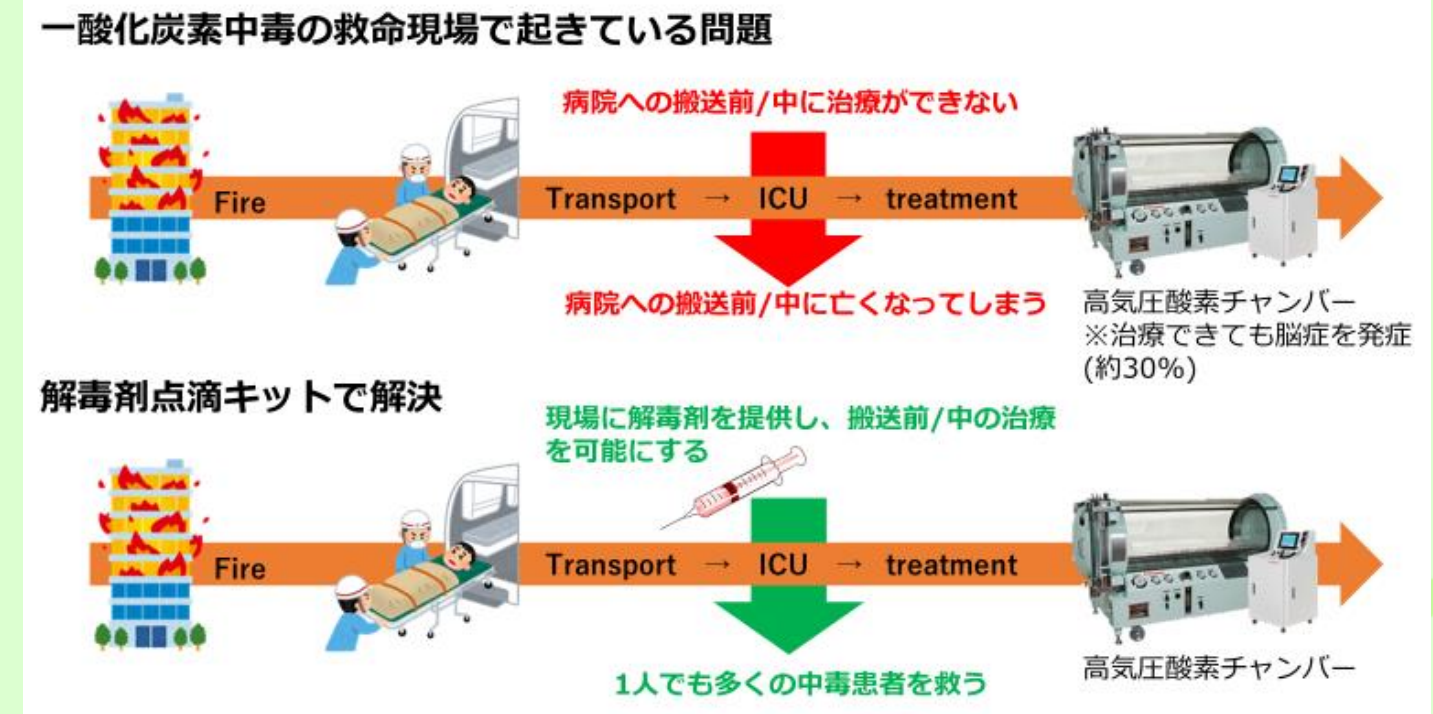 一酸化炭素中毒の救命現場で起きている問題
病院への搬送前/中に治療ができない
Fire
Transport → ICU → treatment
病院への搬送前/中に亡くなってしまう
高気圧酸素チャンバー
※治療できても脳症を発症
(約30%)
解毒剤点滴キットで解決
現場に解毒剤を提供し、搬送前/中の治療
を可能にする
Fire
Transport → ICU → treatment
高気圧酸素チャンバー
1人でも多くの中毒患者を救う